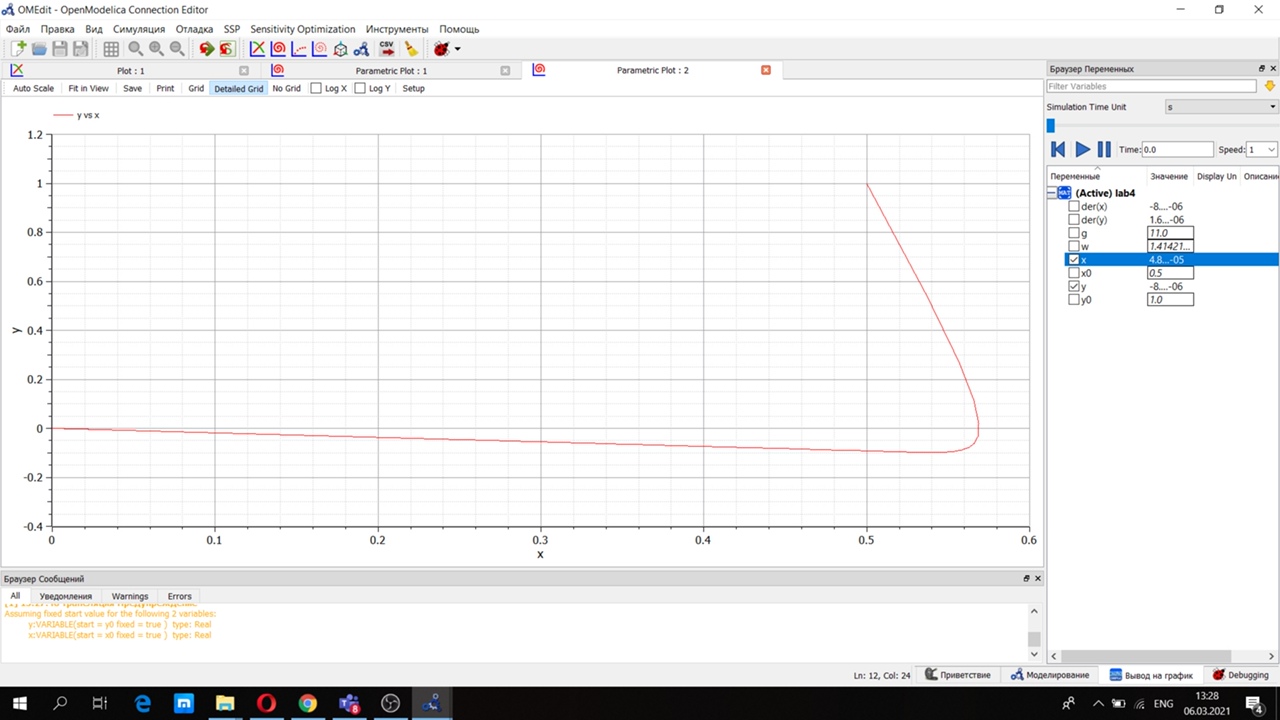 OMEdit - OpenModelica Connection Editor
Файл Правка Вид Симуляция Отладка SSP Sensitivity Optimization Инструменты Помощь
CSV
Plot : 1 Parametric Plot : 1 Parametric Plot : 2
Auto Scale Fit in View Save Print Grid Detailed Grid No Grid Log X Log Y Setup
y vs x
1.2
1
0.8
0.6
0.4
0.2
0
-0.2
-0.4
y
0 0.1 0.2 0.3 0.4 0.5 0.6
x
Браузер Переменных
Filter Variables
Simulation Time Unit s
Time: 0.0 Speed: 1
Переменные Значение Display Un Описани
(Active) lab4
der(x) -8....-06
der(y) 1.6...-06
g 11.0
w 1.41421...
x 4.8...-05
x0 0.5
y -8....-06
y0 1.0
Браузер Сообщений
All Уведомления Warnings Errors
Assuming fixed start value for the following 2 variables:
y:VARIABLE(start = y0 fixed = true ) type: Real
x:VARIABLE(start = x0 fixed = true ) type: Real
Ln: 12, Col: 24 Приветствие Моделирование Вывод на график Debugging
ENG
13:28
06.03.2021
8
4